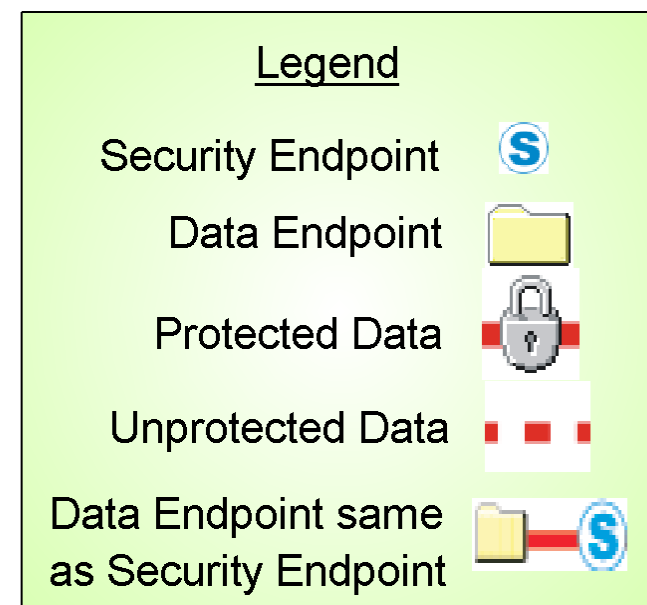 Legend
Security Endpoint S
Data Endpoint
Protected Data
Unprotected Data
Data Endpoint same
as Security Endpoint S